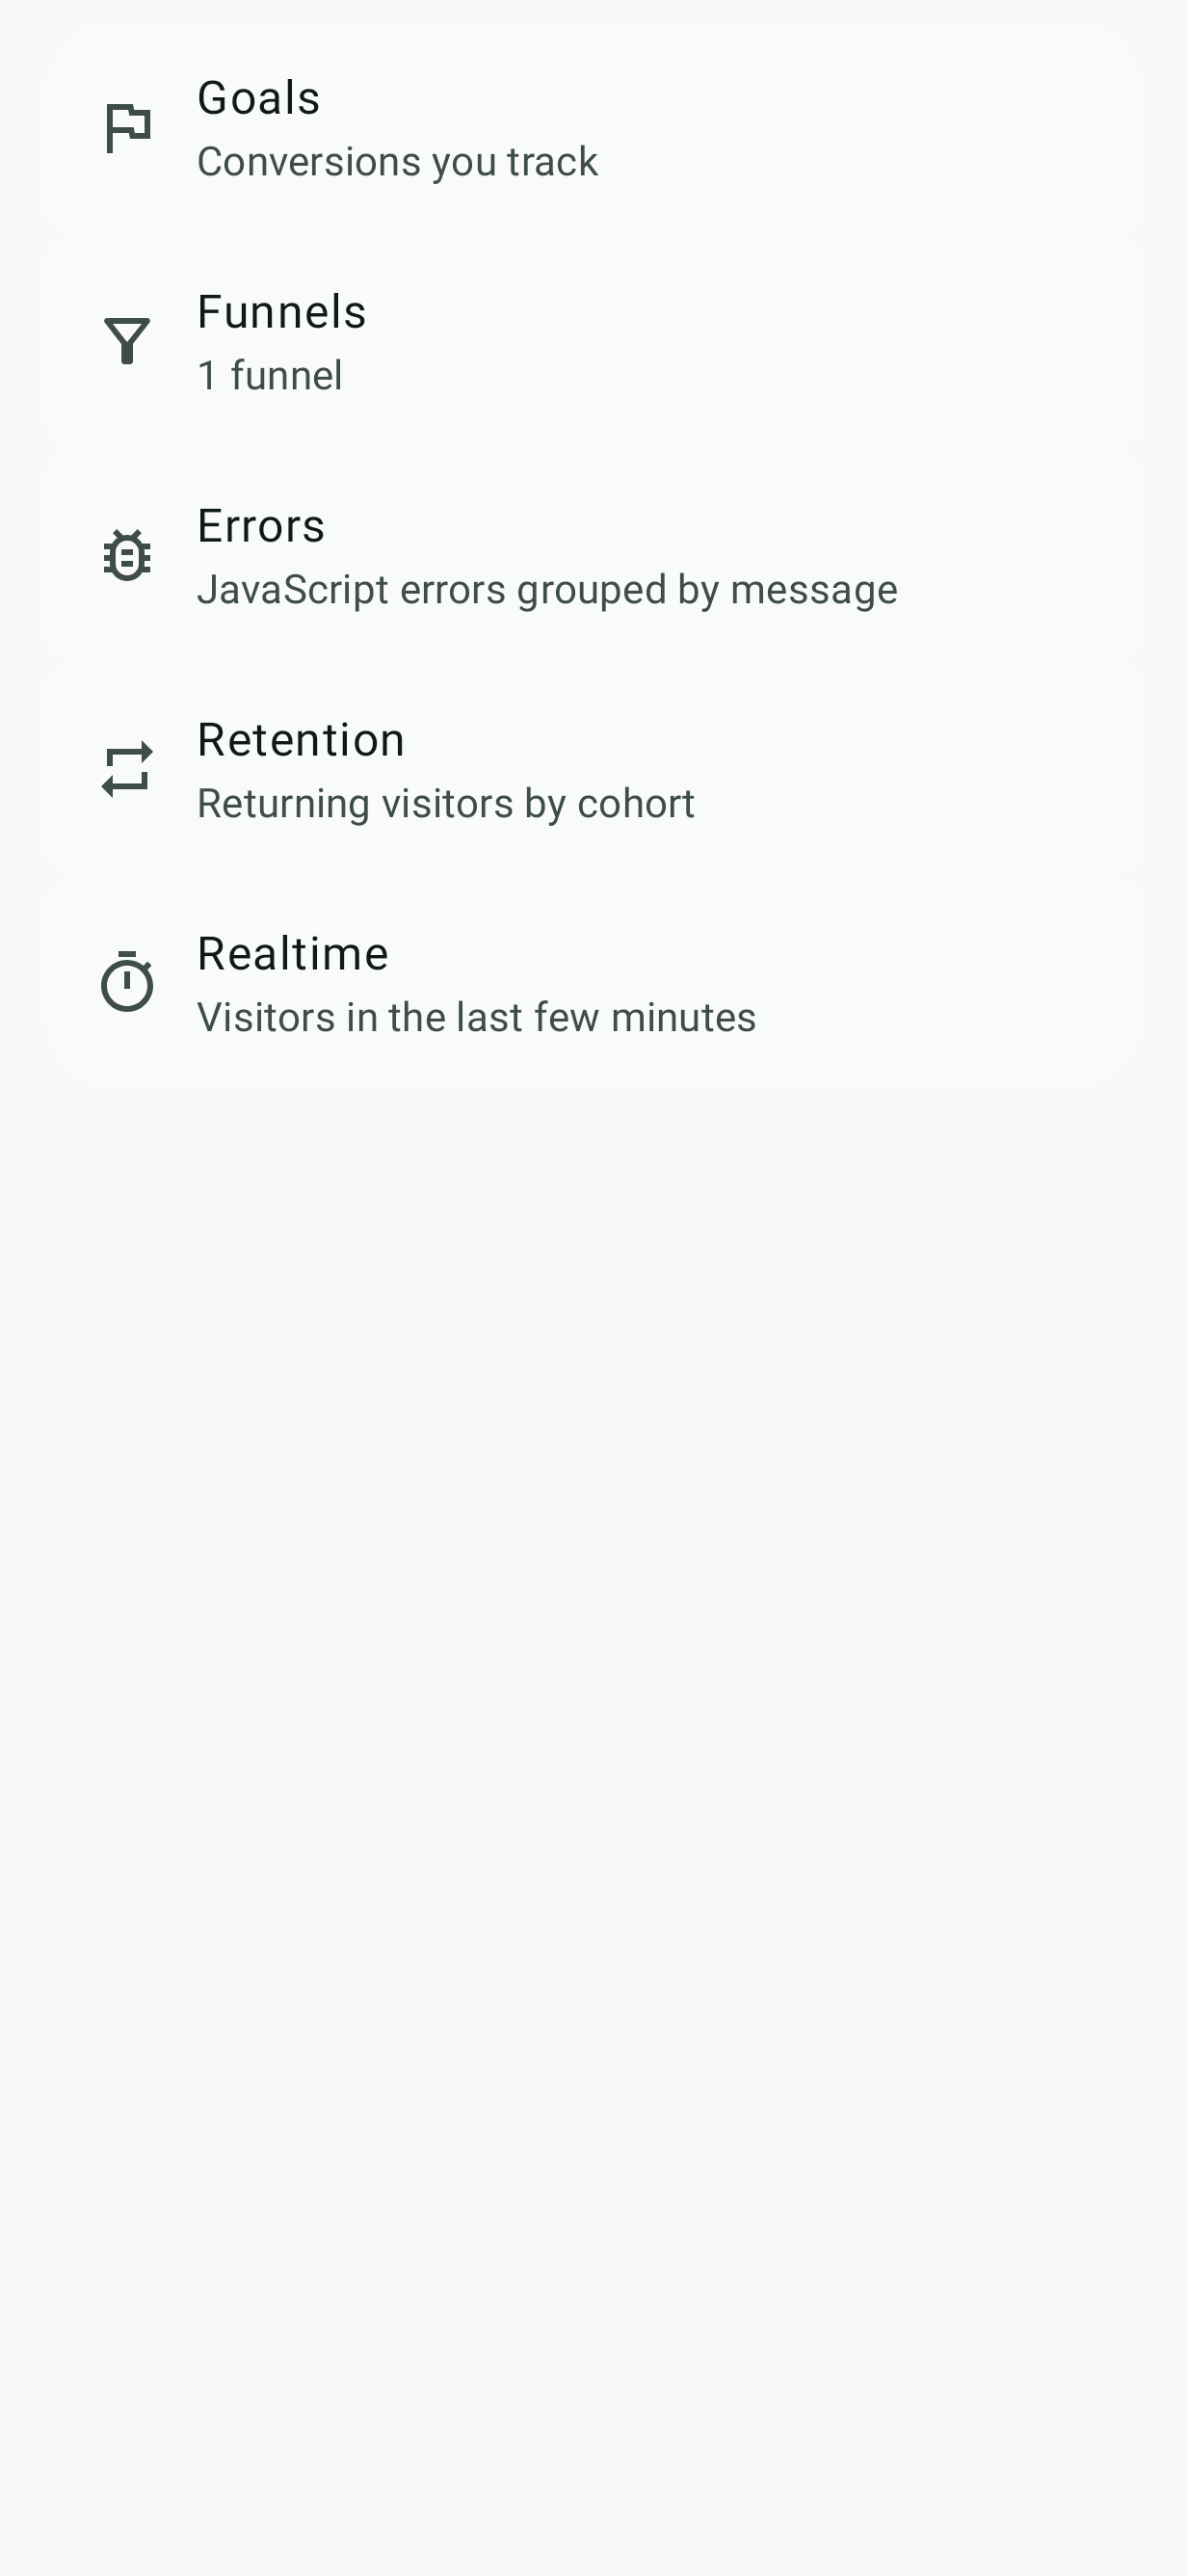 Goals
Conversions you track
Funnels
1 funnel
Errors
JavaScript errors grouped by message
Retention
Returning visitors by cohort
Realtime
Visitors in the last few minutes